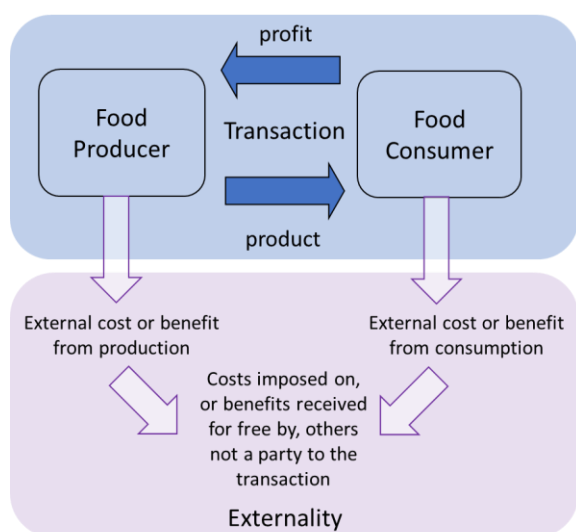 profit
Food
Producer
Transaction
Food
Consumer
product
External cost or benefit
from production
External cost or benefit
from consumption
Costs imposed on,
or benefits received
for free by, others
not a party to the
transaction
Externality